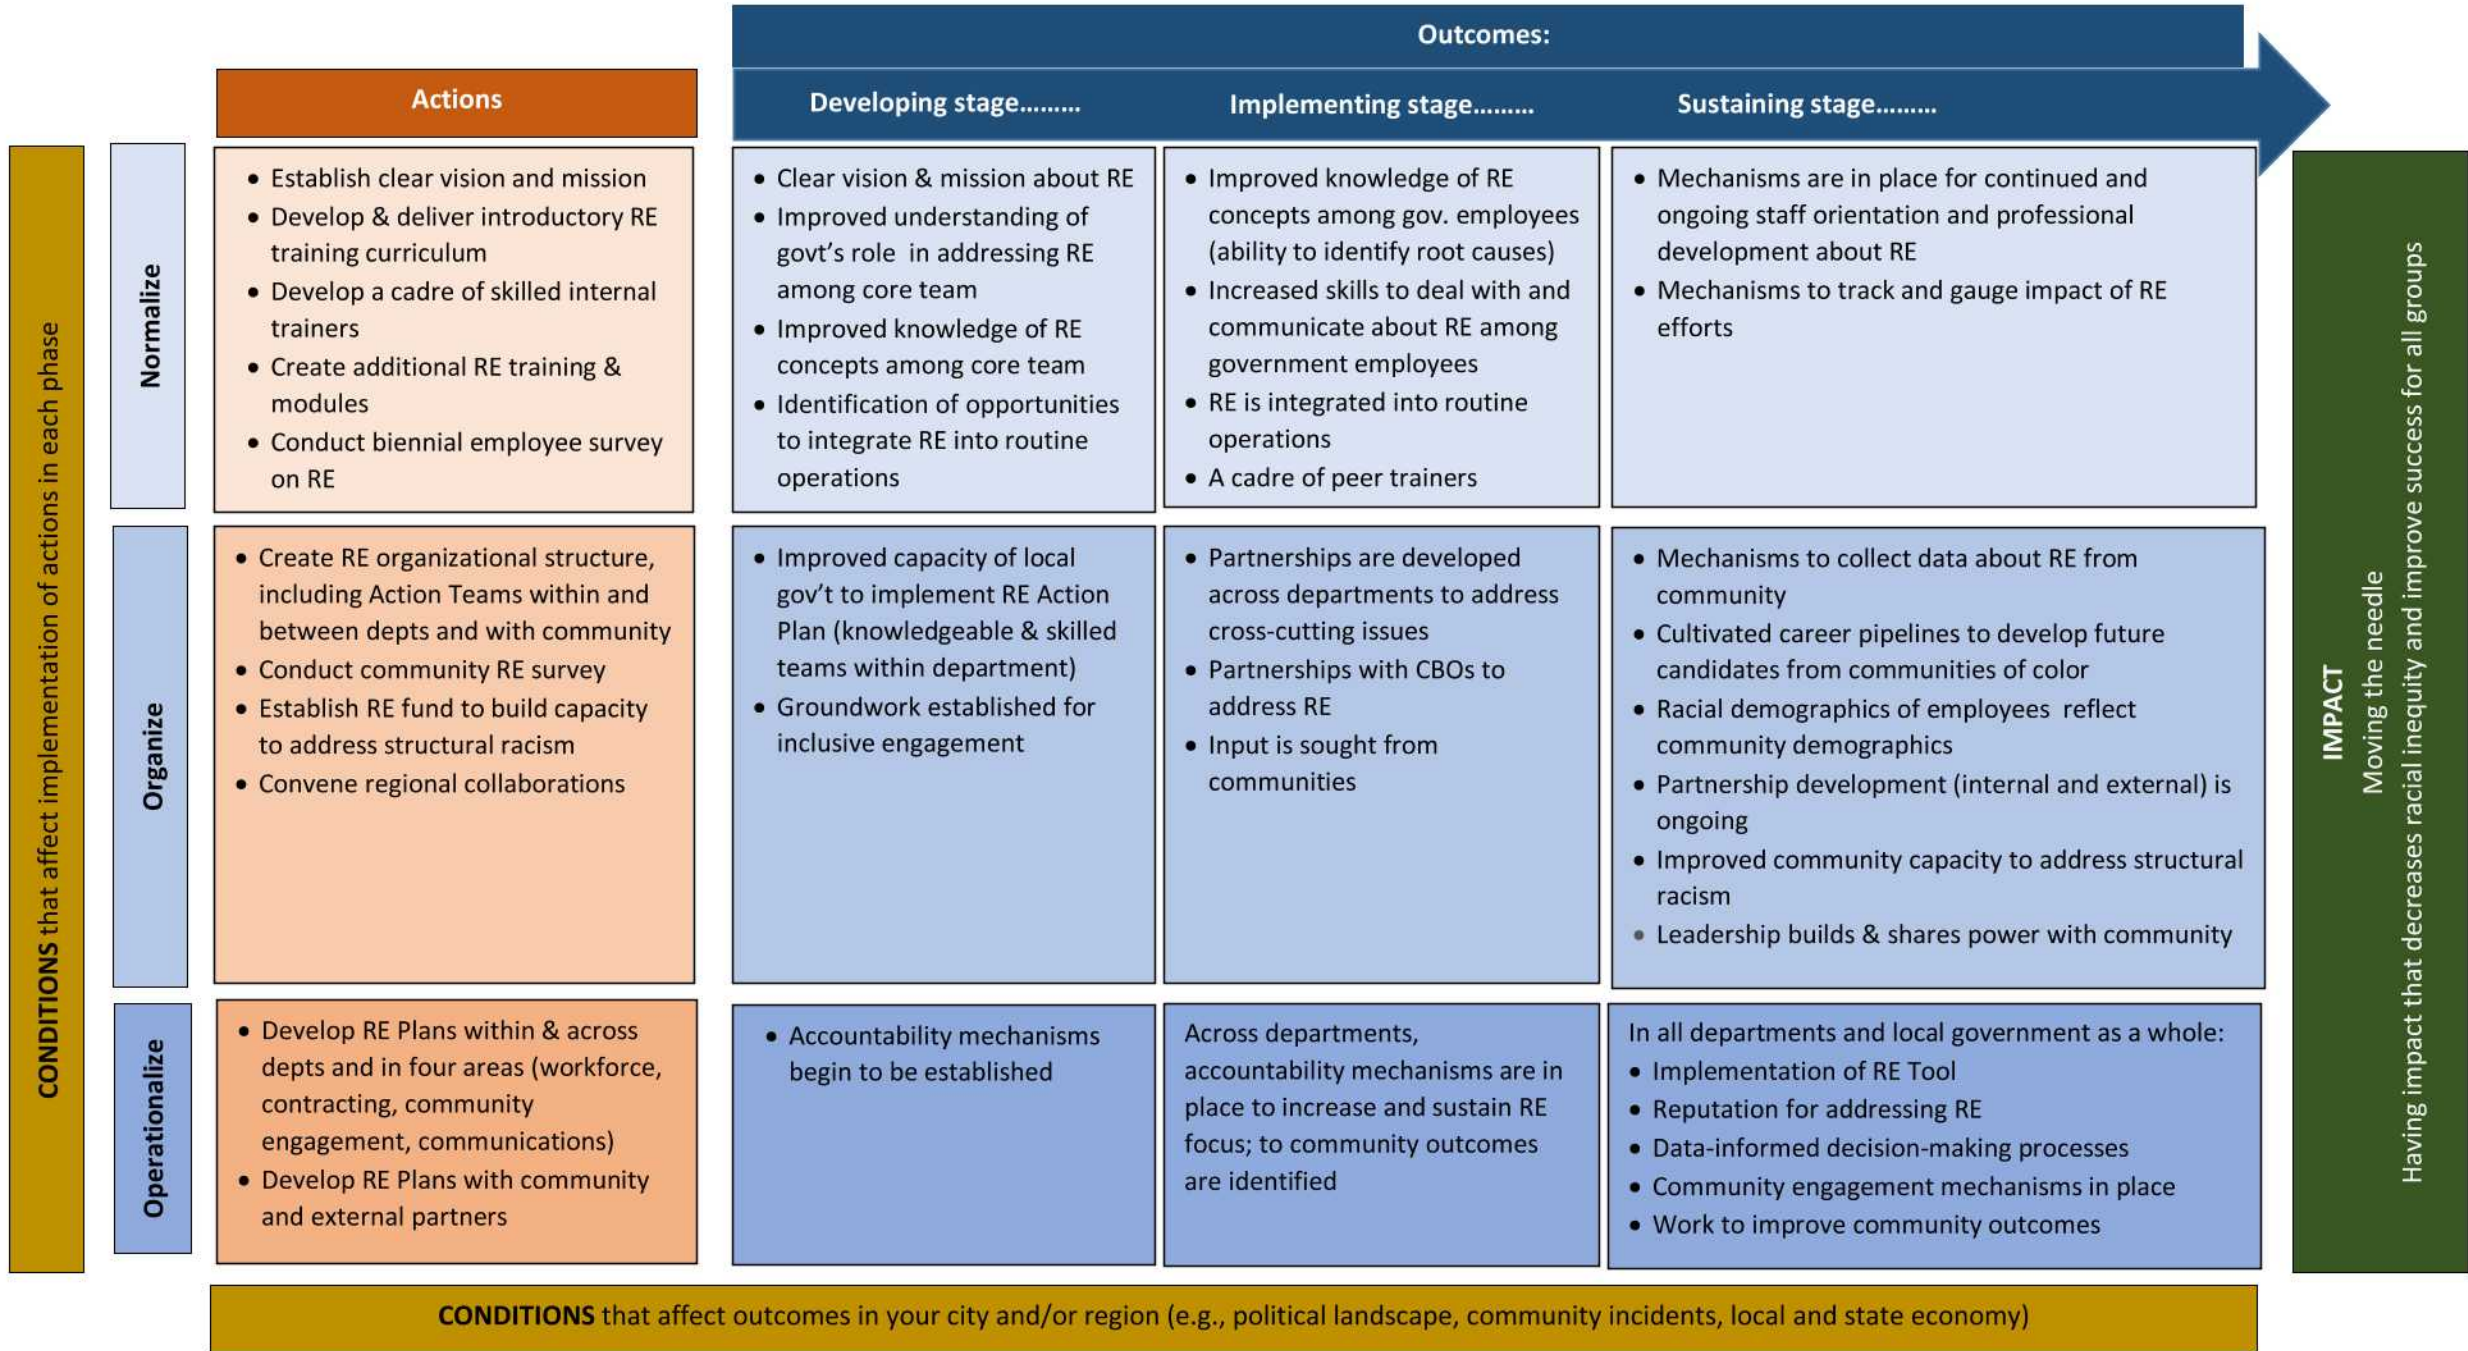 Outcomes:
Actions
Developing stage.........
Implementing stage.........
Sustaining stage.........
CONDITIONS that affect implementation of actions in each phase
Normalize
• Establish clear vision and mission
• Develop & deliver introductory RE
training curriculum
• Develop a cadre of skilled internal
trainers
• Create additional RE training &
modules
• Conduct biennial employee survey
on RE
• Clear vision & mission about RE
• Improved understanding of
govt's role  in addressing RE
among core team
• Improved knowledge of RE
concepts among core team
• Identification of opportunities
to integrate RE into routine
operations
• Improved knowledge of RE
concepts among gov. employees
(ability to identify root causes)
• Increased skills to deal with and
communicate about RE among
government employees
• RE is integrated into routine
operations
• A cadre of peer trainers
• Mechanisms are in place for continued and
ongoing staff orientation and professional
development about RE
• Mechanisms to track and gauge impact of RE
efforts
Organize
• Create RE organizational structure,
including Action Teams within and
between depts and with community
• Conduct community RE survey
• Establish RE fund to build capacity
to address structural racism
• Convene regional collaborations
• Improved capacity of local
gov't to implement RE Action
Plan (knowledgeable & skilled
teams within department)
• Groundwork established for
inclusive engagement
• Partnerships are developed
across departments to address
cross-cutting issues
• Partnerships with CBOs to
address RE
• Input is sought from
communities
• Mechanisms to collect data about RE from
community
• Cultivated career pipelines to develop future
candidates from communities of color
• Racial demographics of employees  reflect
community demographics
• Partnership development (internal and external) is
ongoing
• Improved community capacity to address structural
racism
• Leadership builds & shares power with community
Operationalize
• Develop RE Plans within & across
depts and in four areas (workforce,
contracting, community
engagement, communications)
• Develop RE Plans with community
and external partners
• Accountability mechanisms
begin to be established
Across departments,
accountability mechanisms are in
place to increase and sustain RE
focus; to community outcomes
are identified
In all departments and local government as a whole:
• Implementation of RE Tool
• Reputation for addressing RE
• Data-informed decision-making processes
• Community engagement mechanisms in place
• Work to improve community outcomes
IMPACT
Moving the needle
Having impact that decreases racial inequity and improve success for all groups
CONDITIONS that affect outcomes in your city and/or region (e.g., political landscape, community incidents, local and state economy)